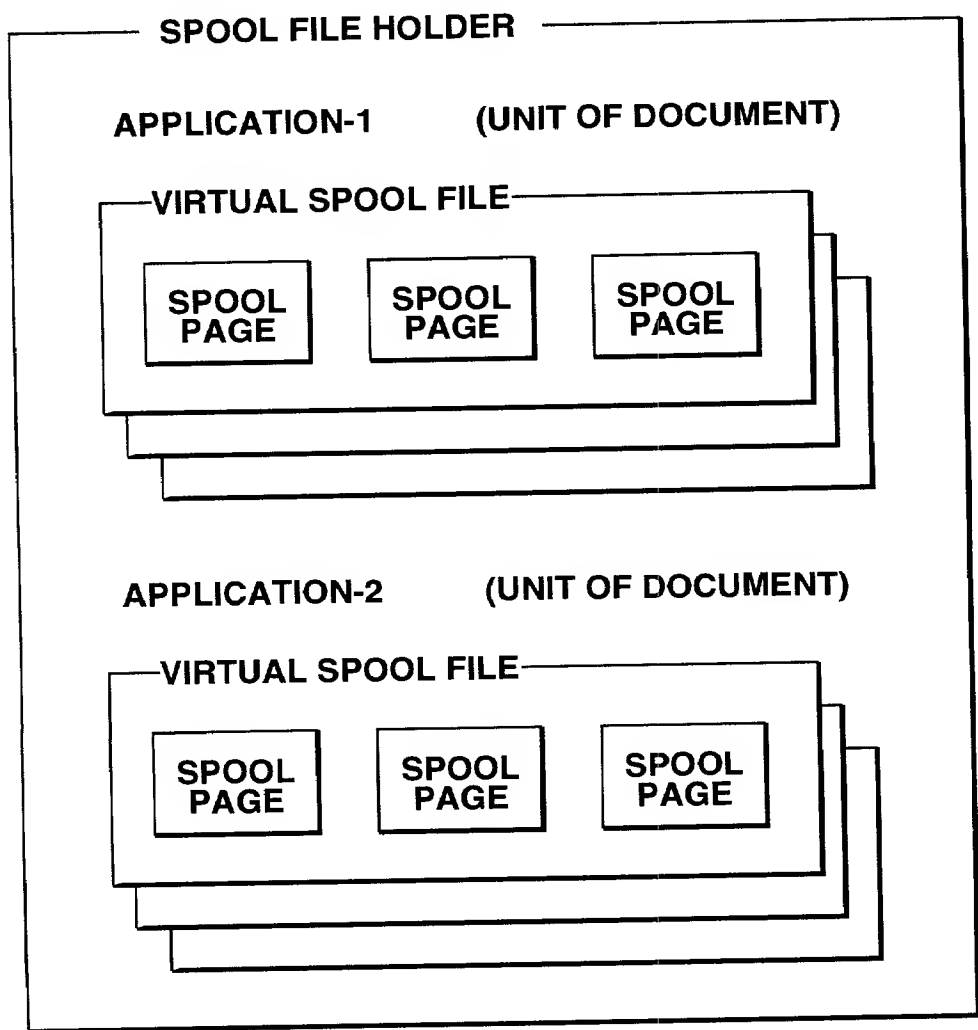 SPOOL FILE HOLDER
APPLICATION-1 (UNIT OF DOCUMENT)
VIRTUAL SPOOL FILE
SPOOL PAGE
SPOOL PAGE
SPOOL PAGE
APPLICATION-2 (UNIT OF DOCUMENT)
VIRTUAL SPOOL FILE
SPOOL PAGE
SPOOL PAGE
SPOOL PAGE